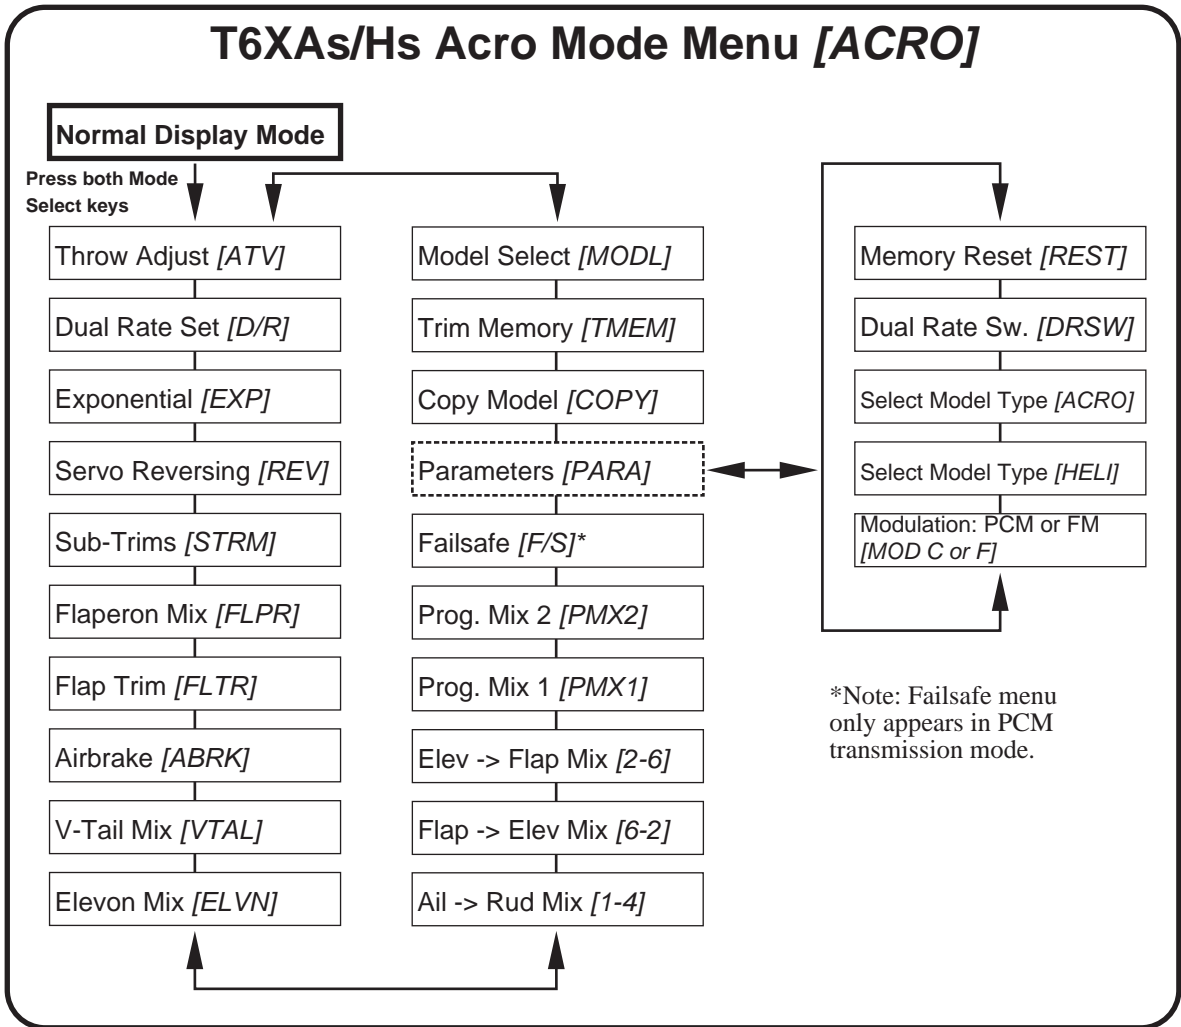 T6XAs/Hs Acro Mode Menu [ACRO]
Normal Display Mode
Press both Mode
Select keys
Throw Adjust [ATV]
Dual Rate Set [D/R]
Exponential [EXP]
Servo Reversing [REV]
Sub-Trims [STRM]
Flaperon Mix [FLPR]
Flap Trim [FLTR]
Airbrake [ABRK]
V-Tail Mix [VTAL]
Elevon Mix [ELVN]
Model Select [MODL]
Trim Memory [TMEM]
Copy Model [COPY]
Parameters [PARA]
Failsafe [F/S]*
Prog. Mix 2 [PMX2]
Prog. Mix 1 [PMX1]
Elev -> Flap Mix [2-6]
Flap -> Elev Mix [6-2]
Ail -> Rud Mix [1-4]
Memory Reset [REST]
Dual Rate Sw. [DRSW]
Select Model Type [ACRO]
Select Model Type [HELI]
Modulation: PCM or FM
[MOD C or F]
*Note: Failsafe menu
only appears in PCM
transmission mode.